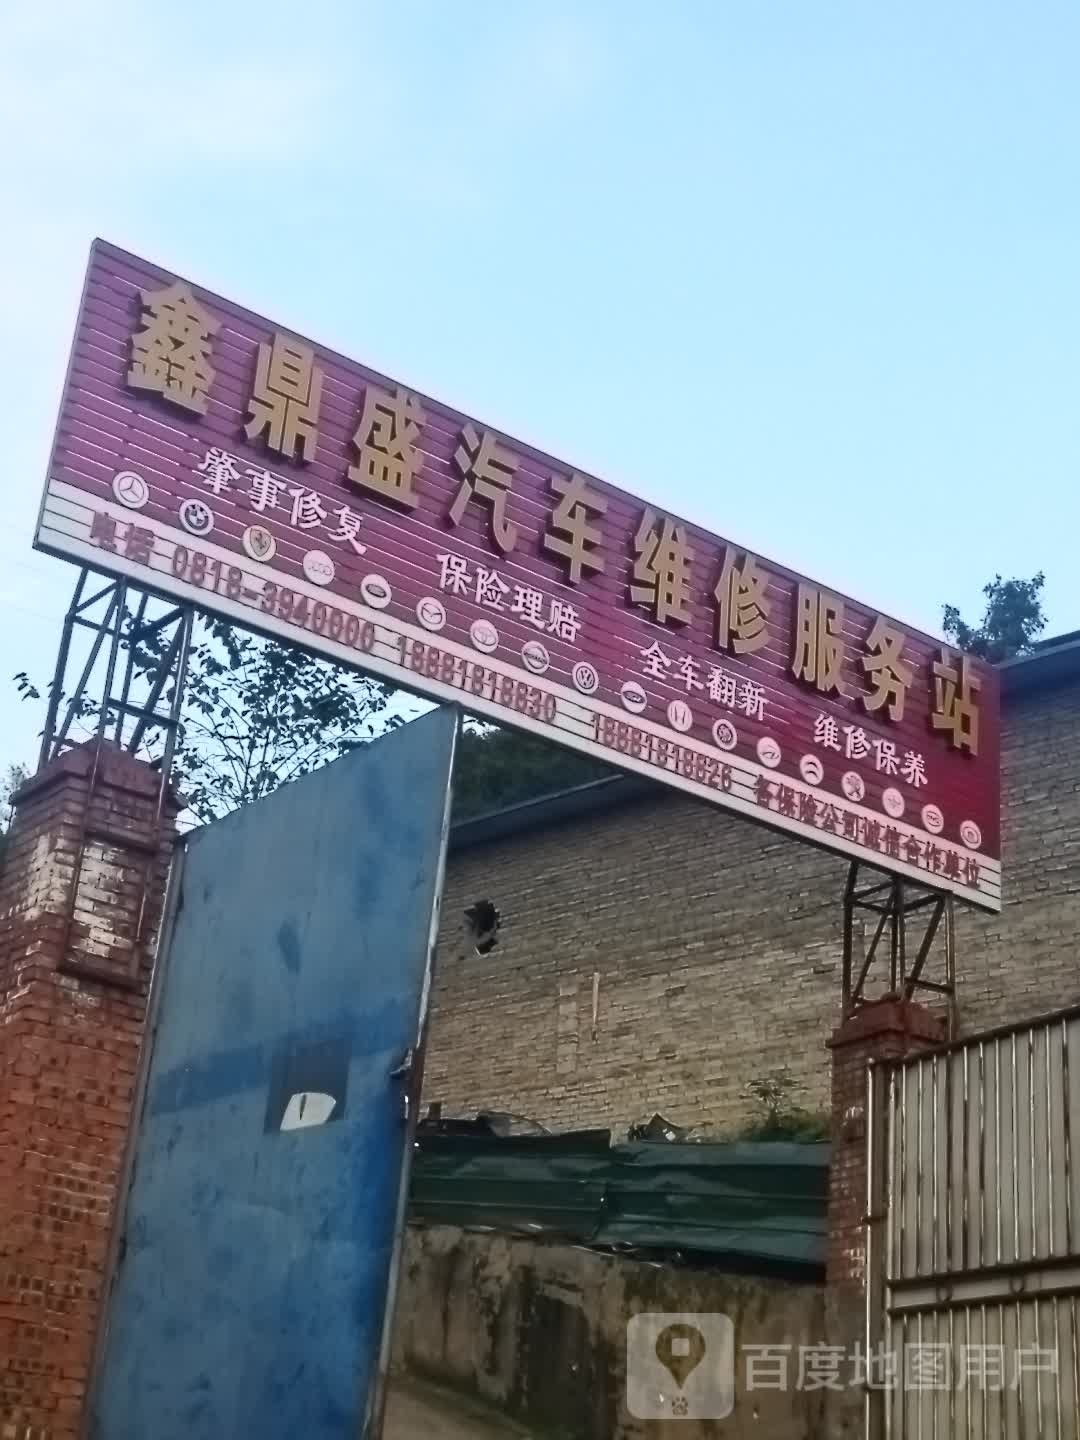 鑫鼎盛汽车维修服务站
肇事修复 保险理赔 全车翻新 维修保养
电话 0818-3940000 18881818830 18881818826 各保险公司诚信合作单位
百度地图用户